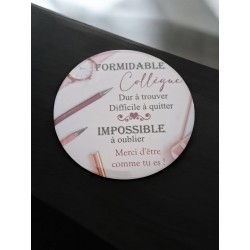 FORMIDABLE
Collègue
Dur à trouver
Difficile à quitter
IMPOSSIBLE
à oublier
Merci d'être
comme tu es !